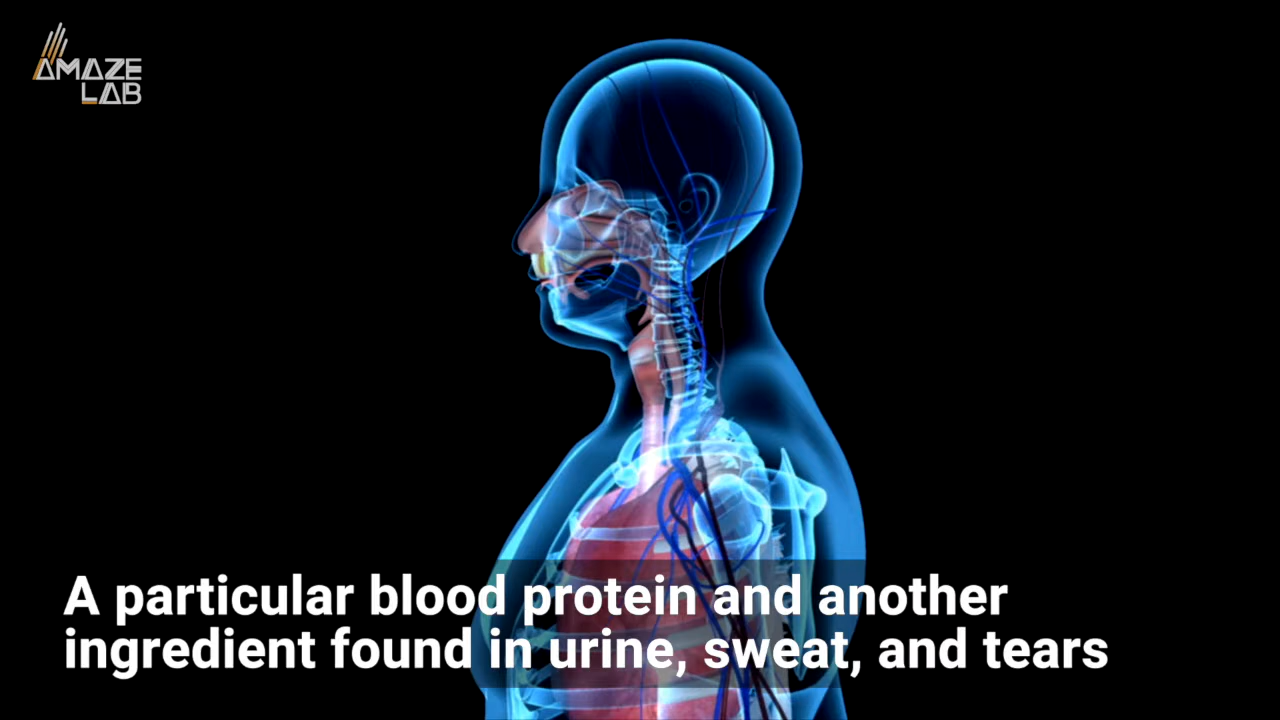 AMAZE
LAB
A particular blood protein and another
ingredient found in urine, sweat, and tears